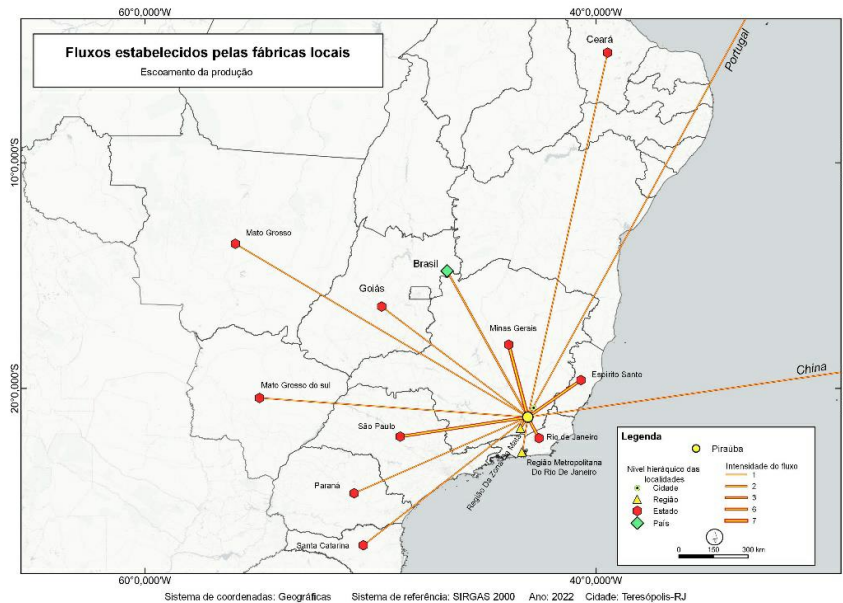 60°0,000'W
40°0,000'W
Fluxos estabelecidos pelas fábricas locais
Escoamento da produção
Ceará
Portugal
10°0,000'S
Mato Grosso
Brasil
Goiás
Minas Gerais
Espirito Santo
China
20°0,000'S
Mato Grosso do sul
São Paulo
Rio de Janeiro
Região Da Zona Da Mata
Região Metropolitana
Do Rio De Janeiro
Paraná
Santa Catarina
Legenda
Piraúba
Nivel hieráquico das
localidades
Cidade
Região
Estado
País
Intensidade do fluxo
1
2
3
6
7
0 150 300 km
60°0,000'W
40°0,000'W
Sistema de coordenadas: Geográficas Sistema de referência: SIRGAS 2000 Ano: 2022 Cidade: Teresópolis-RJ